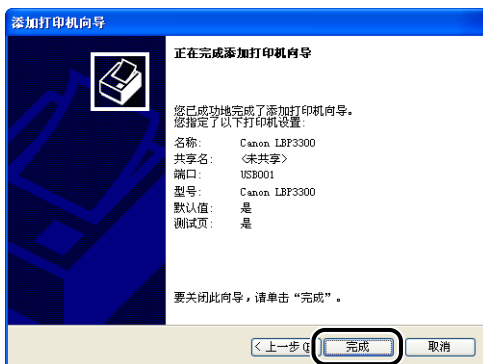 添加打印机向导
正在完成添加打印机向导
您已成功地完成了添加打印机向导。
您指定了以下打印机设置:
名称: Canon LBP3300
共享名: <未共享>
端口: USB001
型号: Canon LBP3300
默认值: 是
测试页: 是
要关闭此向导，请单击“完成”。
<上一步(B) 完成 取消